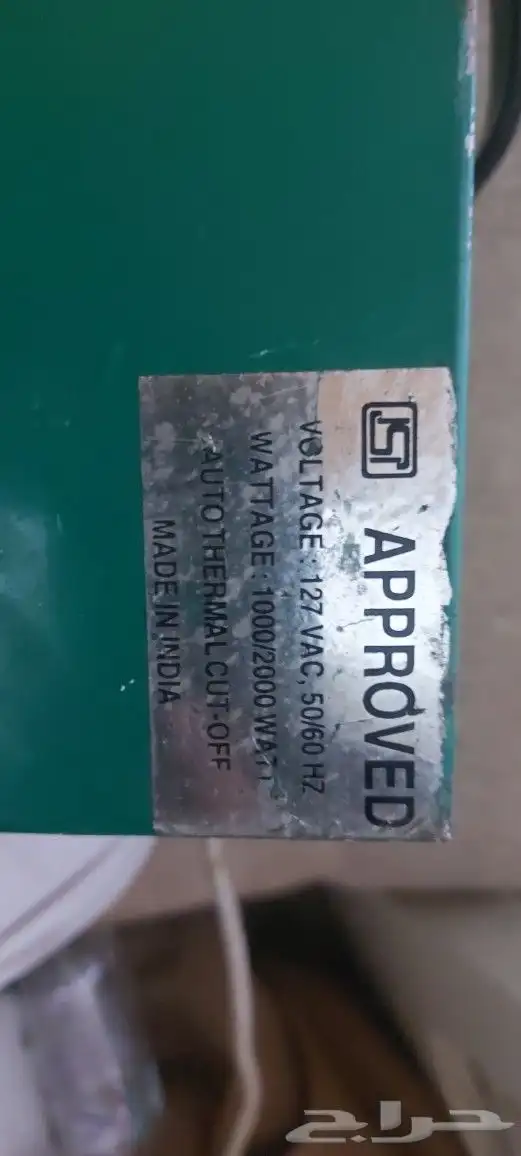 ISI APPROVED
VOLTAGE : 127 VAC, 50/60 HZ
WATTAGE : 1000/2000 WATT
AUTO THERMAL CUT-OFF
MADE IN INDIA
حراج